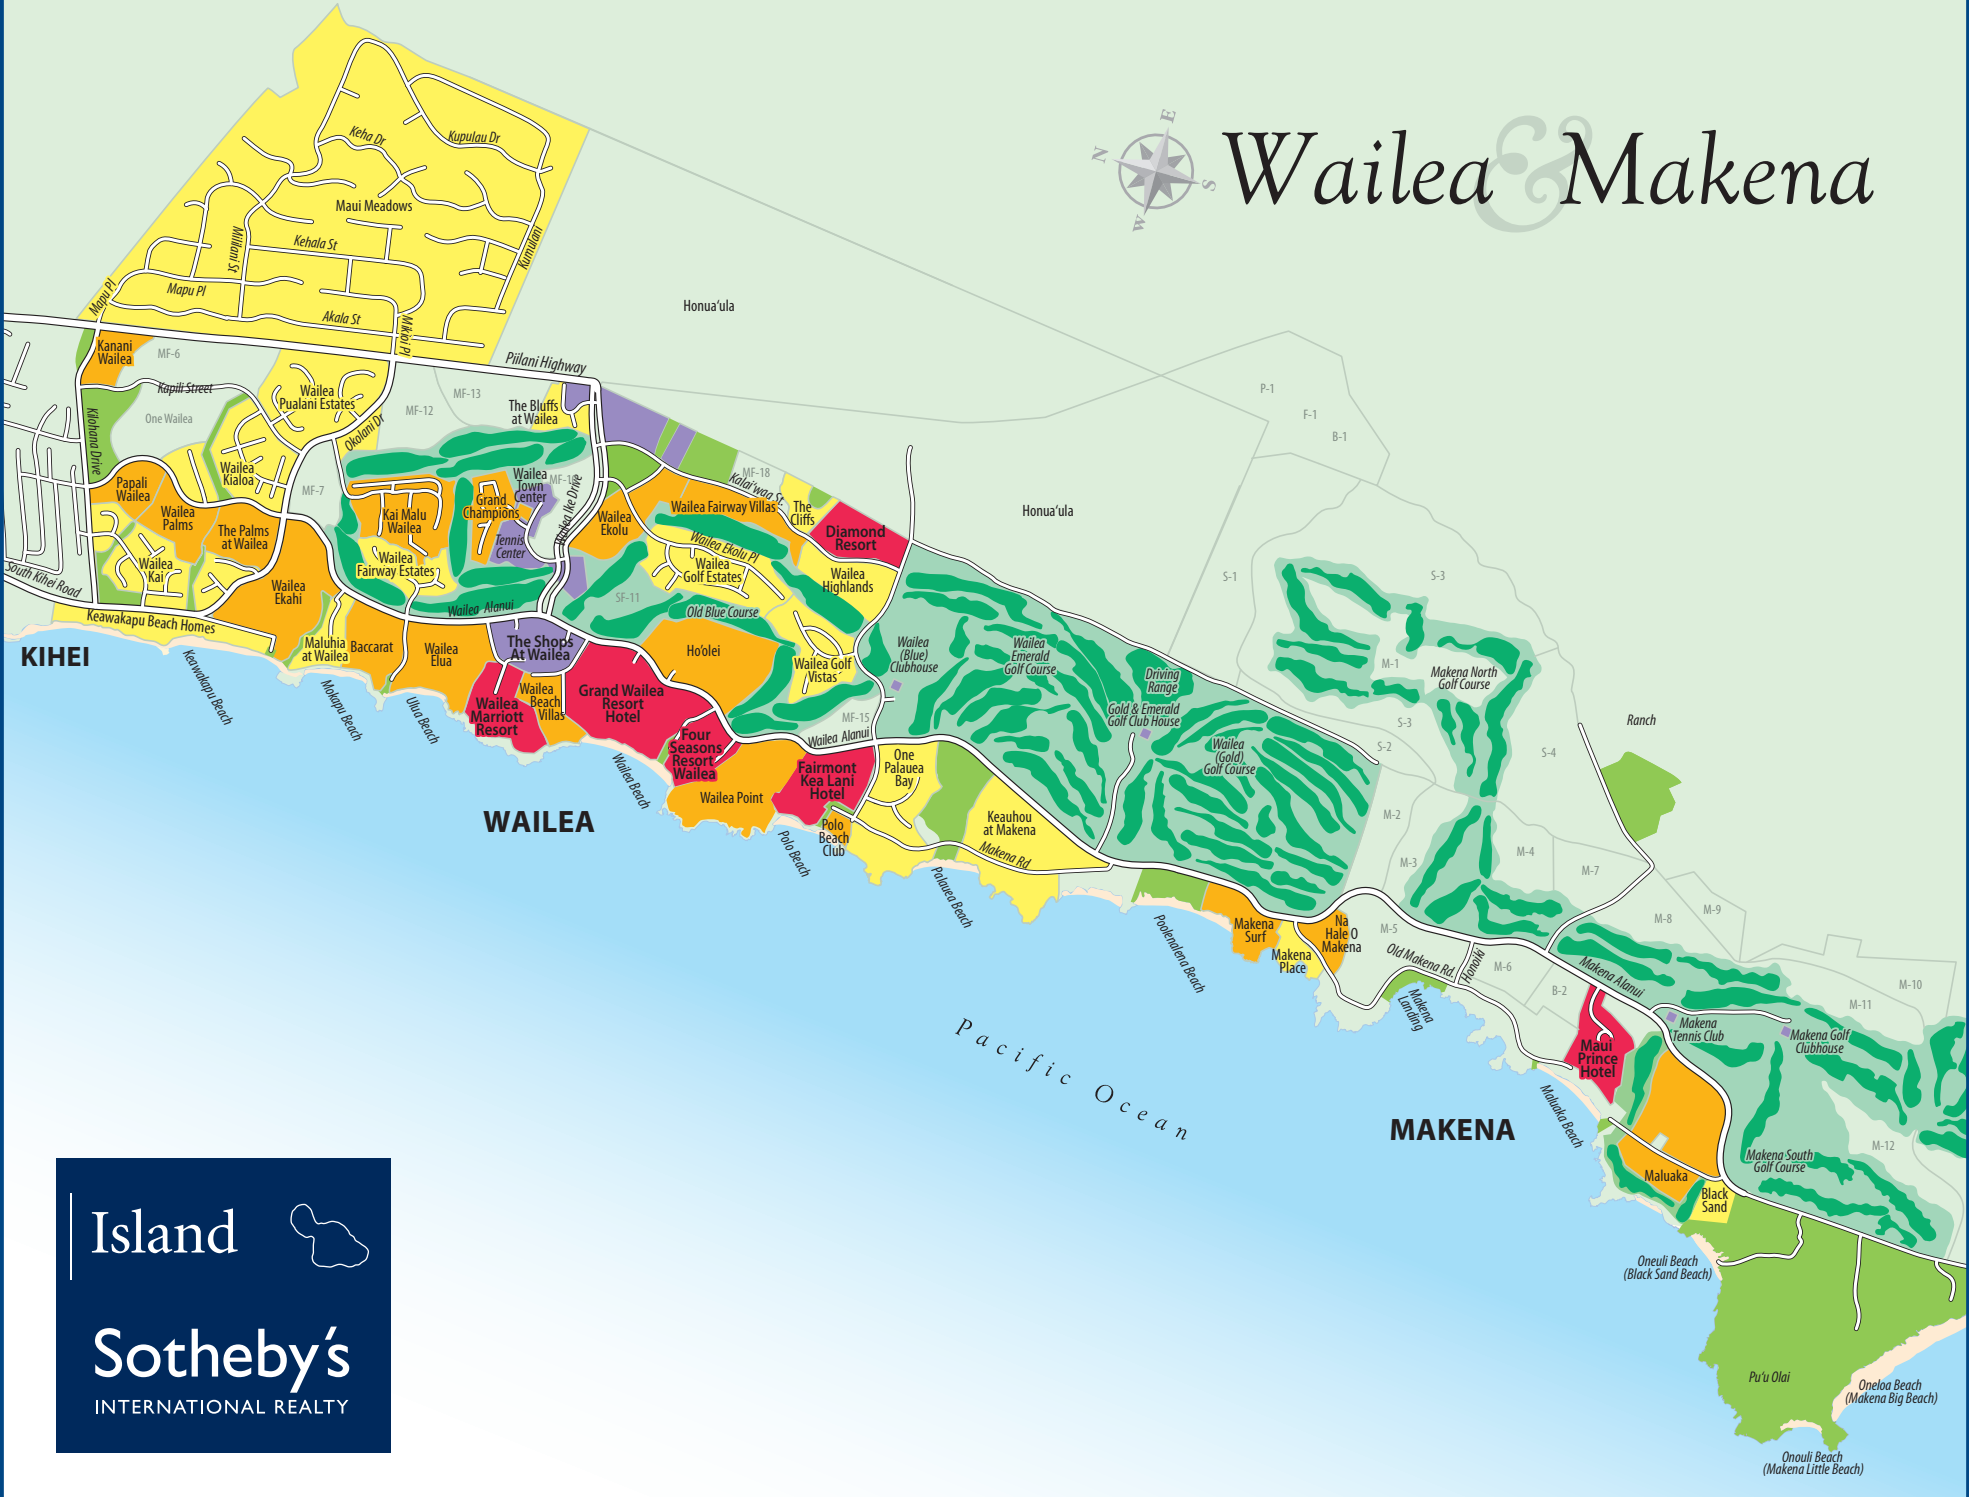 Wailea & Makena
N
E
S
W
Keha Dr
Kupulau Dr
Maui Meadows
Kehala St
Miliani St
Kumulani
Mapu Pl
Mapu Pl
Akala St
Mikioi Pl
Piilani Highway
Honua'ula
Honua'ula
Kanani
Wailea
MF-6
Kapili Street
One Wailea
Kilohana Drive
Wailea
Pualani Estates
Okolani Dr
MF-12
MF-13
The Bluffs
at Wailea
Wailea
Kialoa
MF-7
Papali
Wailea
Wailea
Palms
The Palms
at Wailea
Wailea
Kai
South Kihei Road
Keawakapu Beach Homes
KIHEI
Keawakapu Beach
Wailea
Ekahi
Kai Malu
Wailea
Wailea
Fairway Estates
Grand
Champions
Wailea
Town
Center
Tennis
Center
Wailea Ike Drive
Wailea Alanui
Maluhia
at Wailea
Baccarat
Wailea
Elua
Mokapu Beach
Ulua Beach
The Shops
At Wailea
Wailea
Marriott
Resort
Wailea
Beach
Villas
Grand Wailea
Resort
Hotel
Wailea Beach
WAILEA
Wailea
Ekolu
Wailea Fairway Villas
MF-18
Kalai'waa St
The
Cliffs
Diamond
Resort
Wailea Ekolu Pl
Wailea
Golf Estates
Wailea
Highlands
SF-11
Old Blue Course
Ho'olei
Wailea Golf
Vistas
Four
Seasons
Resort
Wailea
Wailea Point
MF-15
Wailea Alanui
Fairmont
Kea Lani
Hotel
Polo
Beach
Club
Polo Beach
One
Palauea
Bay
Keauhou
at Makena
Makena Rd
Palauea Beach
Wailea
(Blue)
Clubhouse
Wailea
Emerald
Golf Course
Driving
Range
Gold & Emerald
Golf Club House
Wailea
(Gold)
Golf Course
P-1
F-1
B-1
S-1
S-3
M-1
Makena North
Golf Course
S-3
S-2
S-4
Ranch
M-2
M-3
M-4
M-7
M-8
M-9
M-10
M-11
M-12
M-5
M-6
B-2
Poolenalena Beach
Makena
Surf
Makena
Place
Na
Hale O
Makena
Old Makena Rd.
Honoiki
Makena
Landing
Makena Alanui
Maui
Prince
Hotel
Makena
Tennis Club
Makena Golf
Clubhouse
Pacific Ocean
MAKENA
Maluaka Beach
Maluaka
Black
Sand
Makena South
Golf Course
Oneuli Beach
(Black Sand Beach)
Pu'u Olai
Oneloa Beach
(Makena Big Beach)
Onouli Beach
(Makena Little Beach)
Island
Sotheby's
INTERNATIONAL REALTY